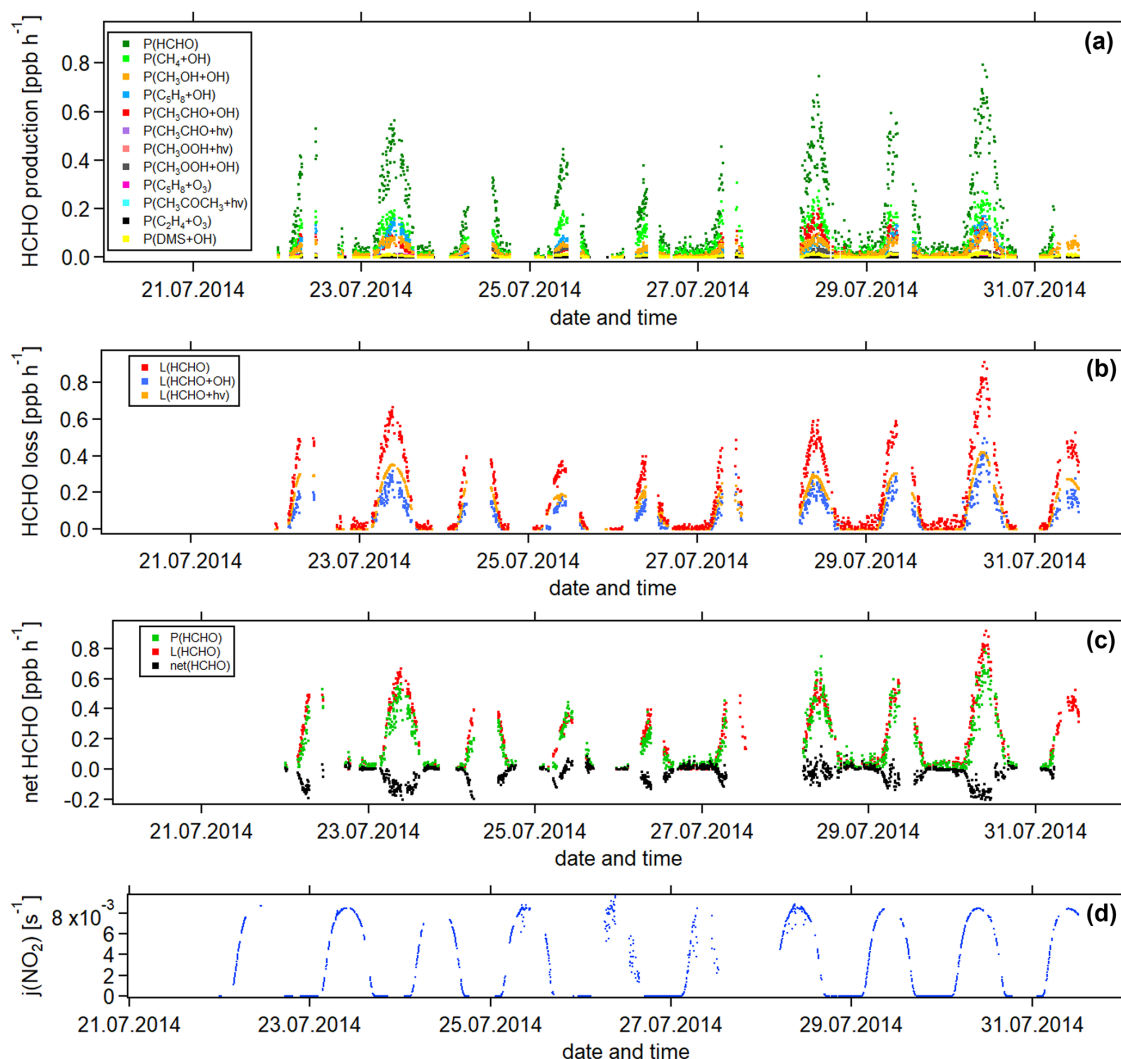 (a)
HCHO production [ppb h⁻¹]
0.8
0.6
0.4
0.2
0.0
P(HCHO)
P(CH₄+OH)
P(CH₃OH+OH)
P(C₅H₈+OH)
P(CH₃CHO+OH)
P(CH₃CHO+hv)
P(CH₃OOH+hv)
P(CH₃OOH+OH)
P(C₅H₈+O₃)
P(CH₃COCH₃+hv)
P(C₂H₄+O₃)
P(DMS+OH)
21.07.2014 23.07.2014 25.07.2014 27.07.2014 29.07.2014 31.07.2014
date and time
(b)
HCHO loss [ppb h⁻¹]
0.8
0.6
0.4
0.2
0.0
L(HCHO)
L(HCHO+OH)
L(HCHO+hv)
21.07.2014 23.07.2014 25.07.2014 27.07.2014 29.07.2014 31.07.2014
date and time
(c)
net HCHO [ppb h⁻¹]
0.8
0.6
0.4
0.2
0.0
-0.2
P(HCHO)
L(HCHO)
net(HCHO)
21.07.2014 23.07.2014 25.07.2014 27.07.2014 29.07.2014 31.07.2014
date and time
(d)
j(NO₂) [s⁻¹]
8 x10⁻³
6
4
2
0
21.07.2014 23.07.2014 25.07.2014 27.07.2014 29.07.2014 31.07.2014
date and time